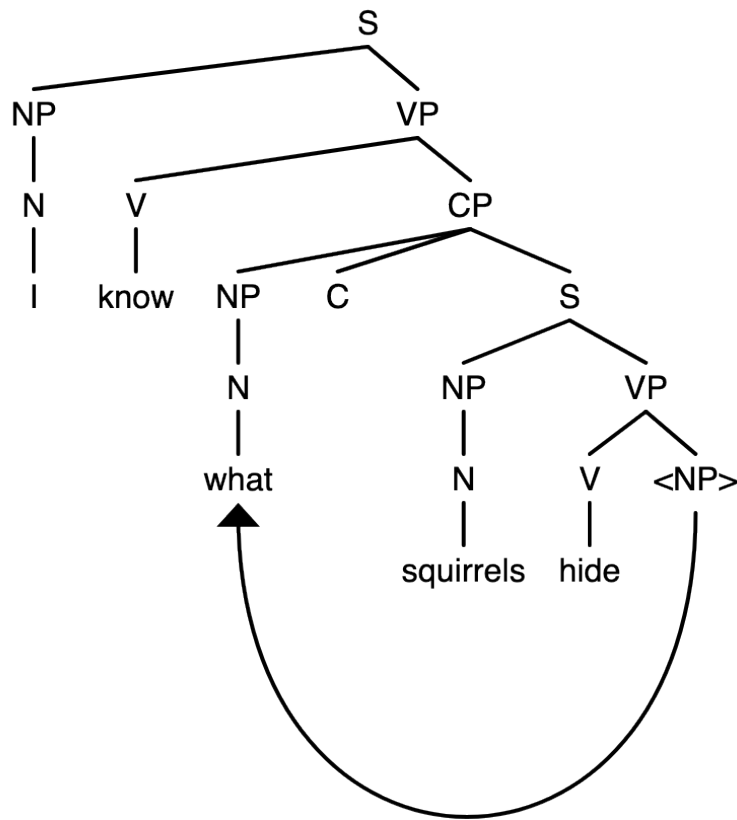 S
NP VP
N V CP
I know NP C S
N NP VP
what N V <NP>
squirrels hide